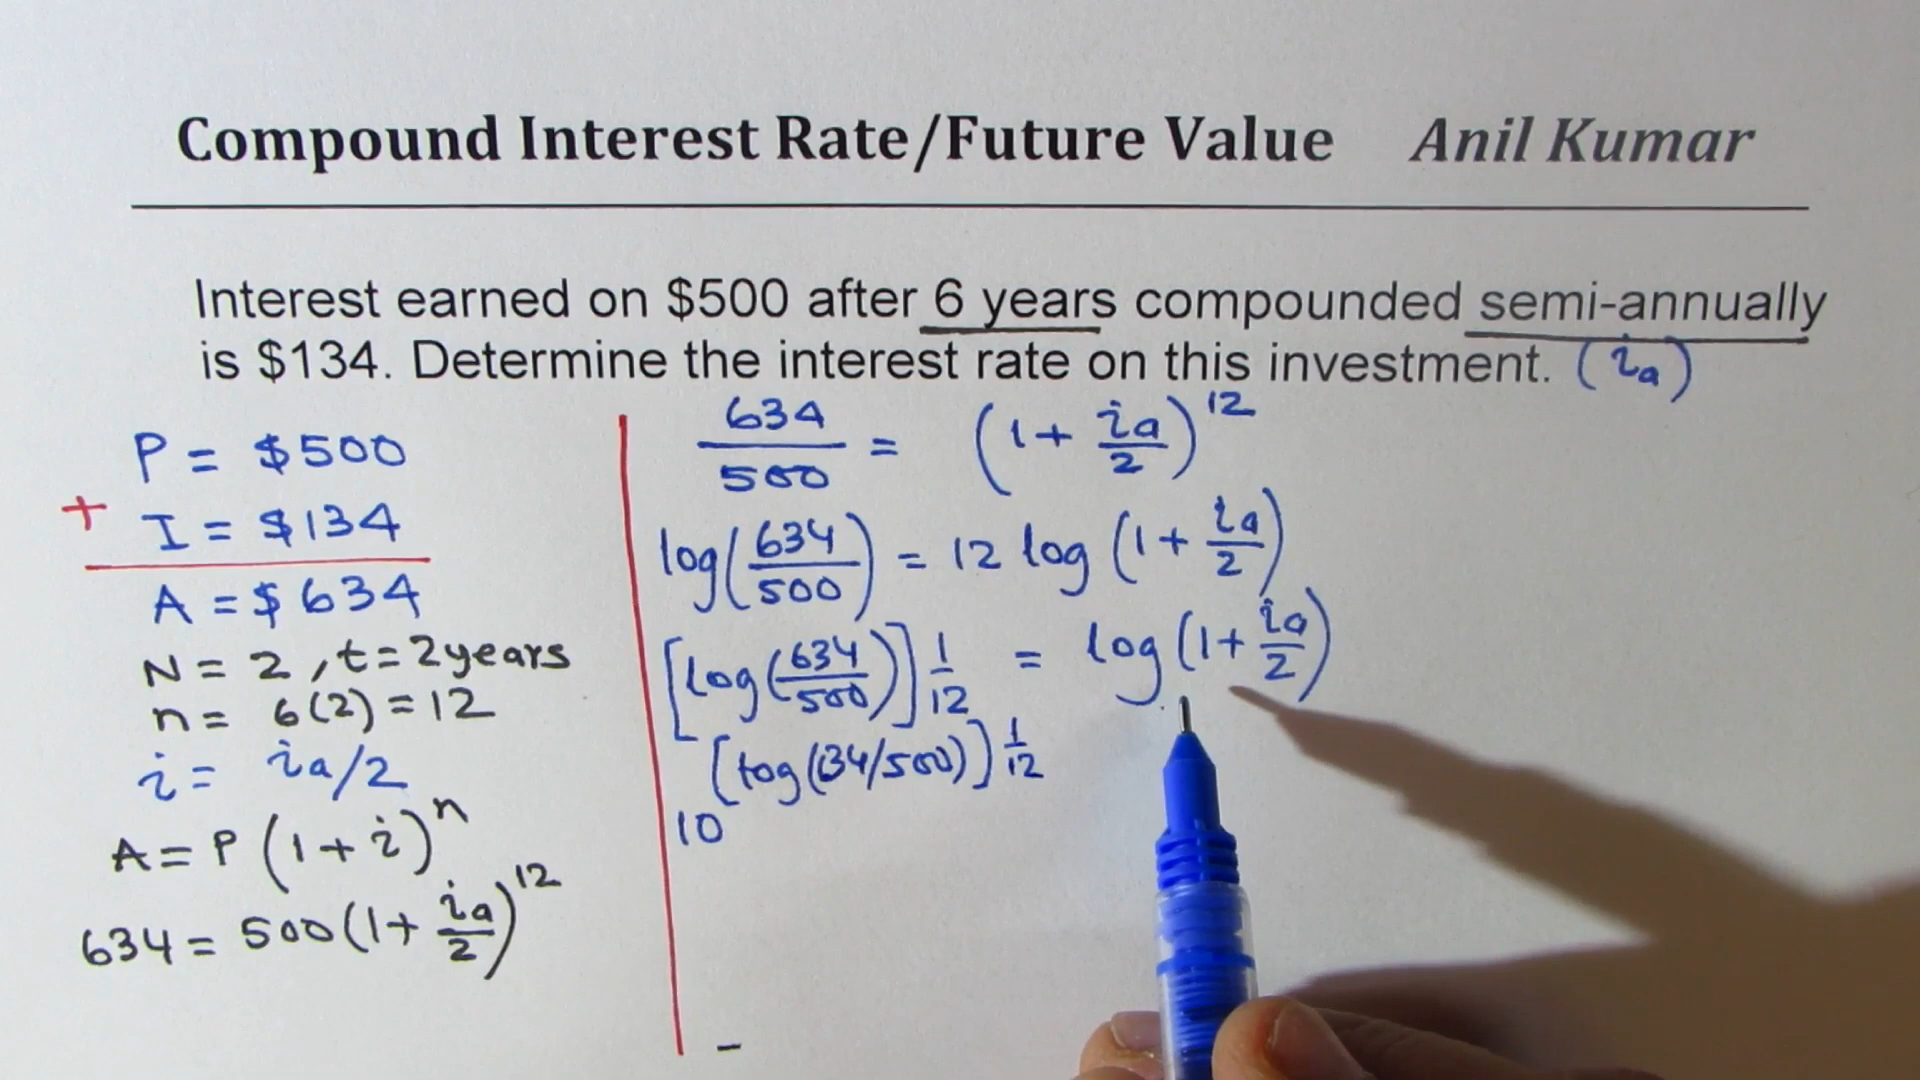 Compound Interest Rate/Future Value Anil Kumar
Interest earned on $500 after 6 years compounded semi-annually
is $134. Determine the interest rate on this investment. (ia)
P = $500
+ I = $134
A = $634
N = 2, t=2years
n = 6(2) = 12
i = ia/2
A = P(1+i)^n
634 = 500(1+ ia/2)^12
634/500 = (1+ ia/2)^12
log(634/500) = 12 log(1+ ia/2)
[log(634/500)] 1/12 = log(1+ ia/2)
[log(634/500)] 1/12
10